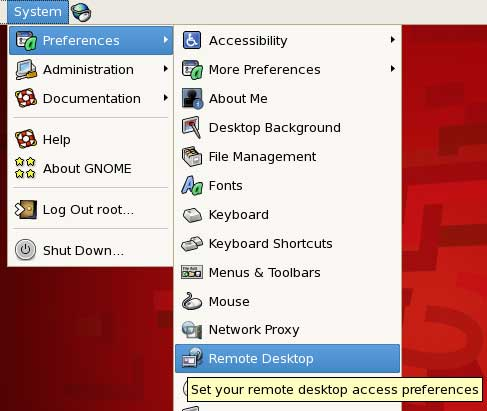 System
Preferences
Administration
Documentation
Help
About GNOME
Log Out root...
Shut Down...
Accessibility
More Preferences
About Me
Desktop Background
File Management
Fonts
Keyboard
Keyboard Shortcuts
Menus & Toolbars
Mouse
Network Proxy
Remote Desktop
Set your remote desktop access preferences